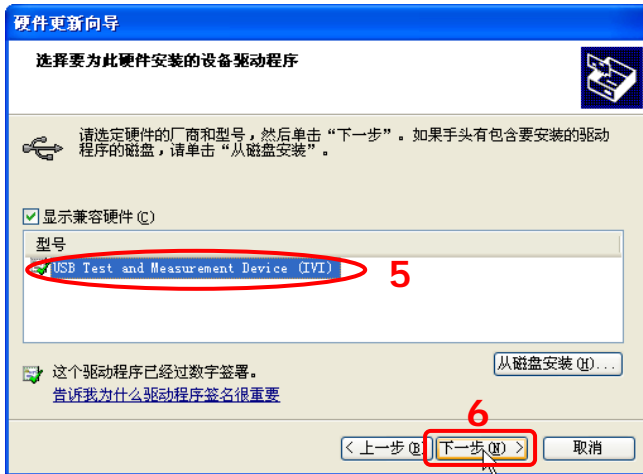 硬件更新向导
选择要为此硬件安装的设备驱动程序
请选定硬件的厂商和型号，然后单击“下一步”。如果手头有包含要安装的驱动
程序的磁盘，请单击“从磁盘安装”。
显示兼容硬件(C)
型号
USB Test and Measurement Device (IVI)
5
这个驱动程序已经过数字签署。
从磁盘安装(H)...
告诉我为什么驱动程序签名很重要
6
< 上一步(B)
下一步(N) >
取消